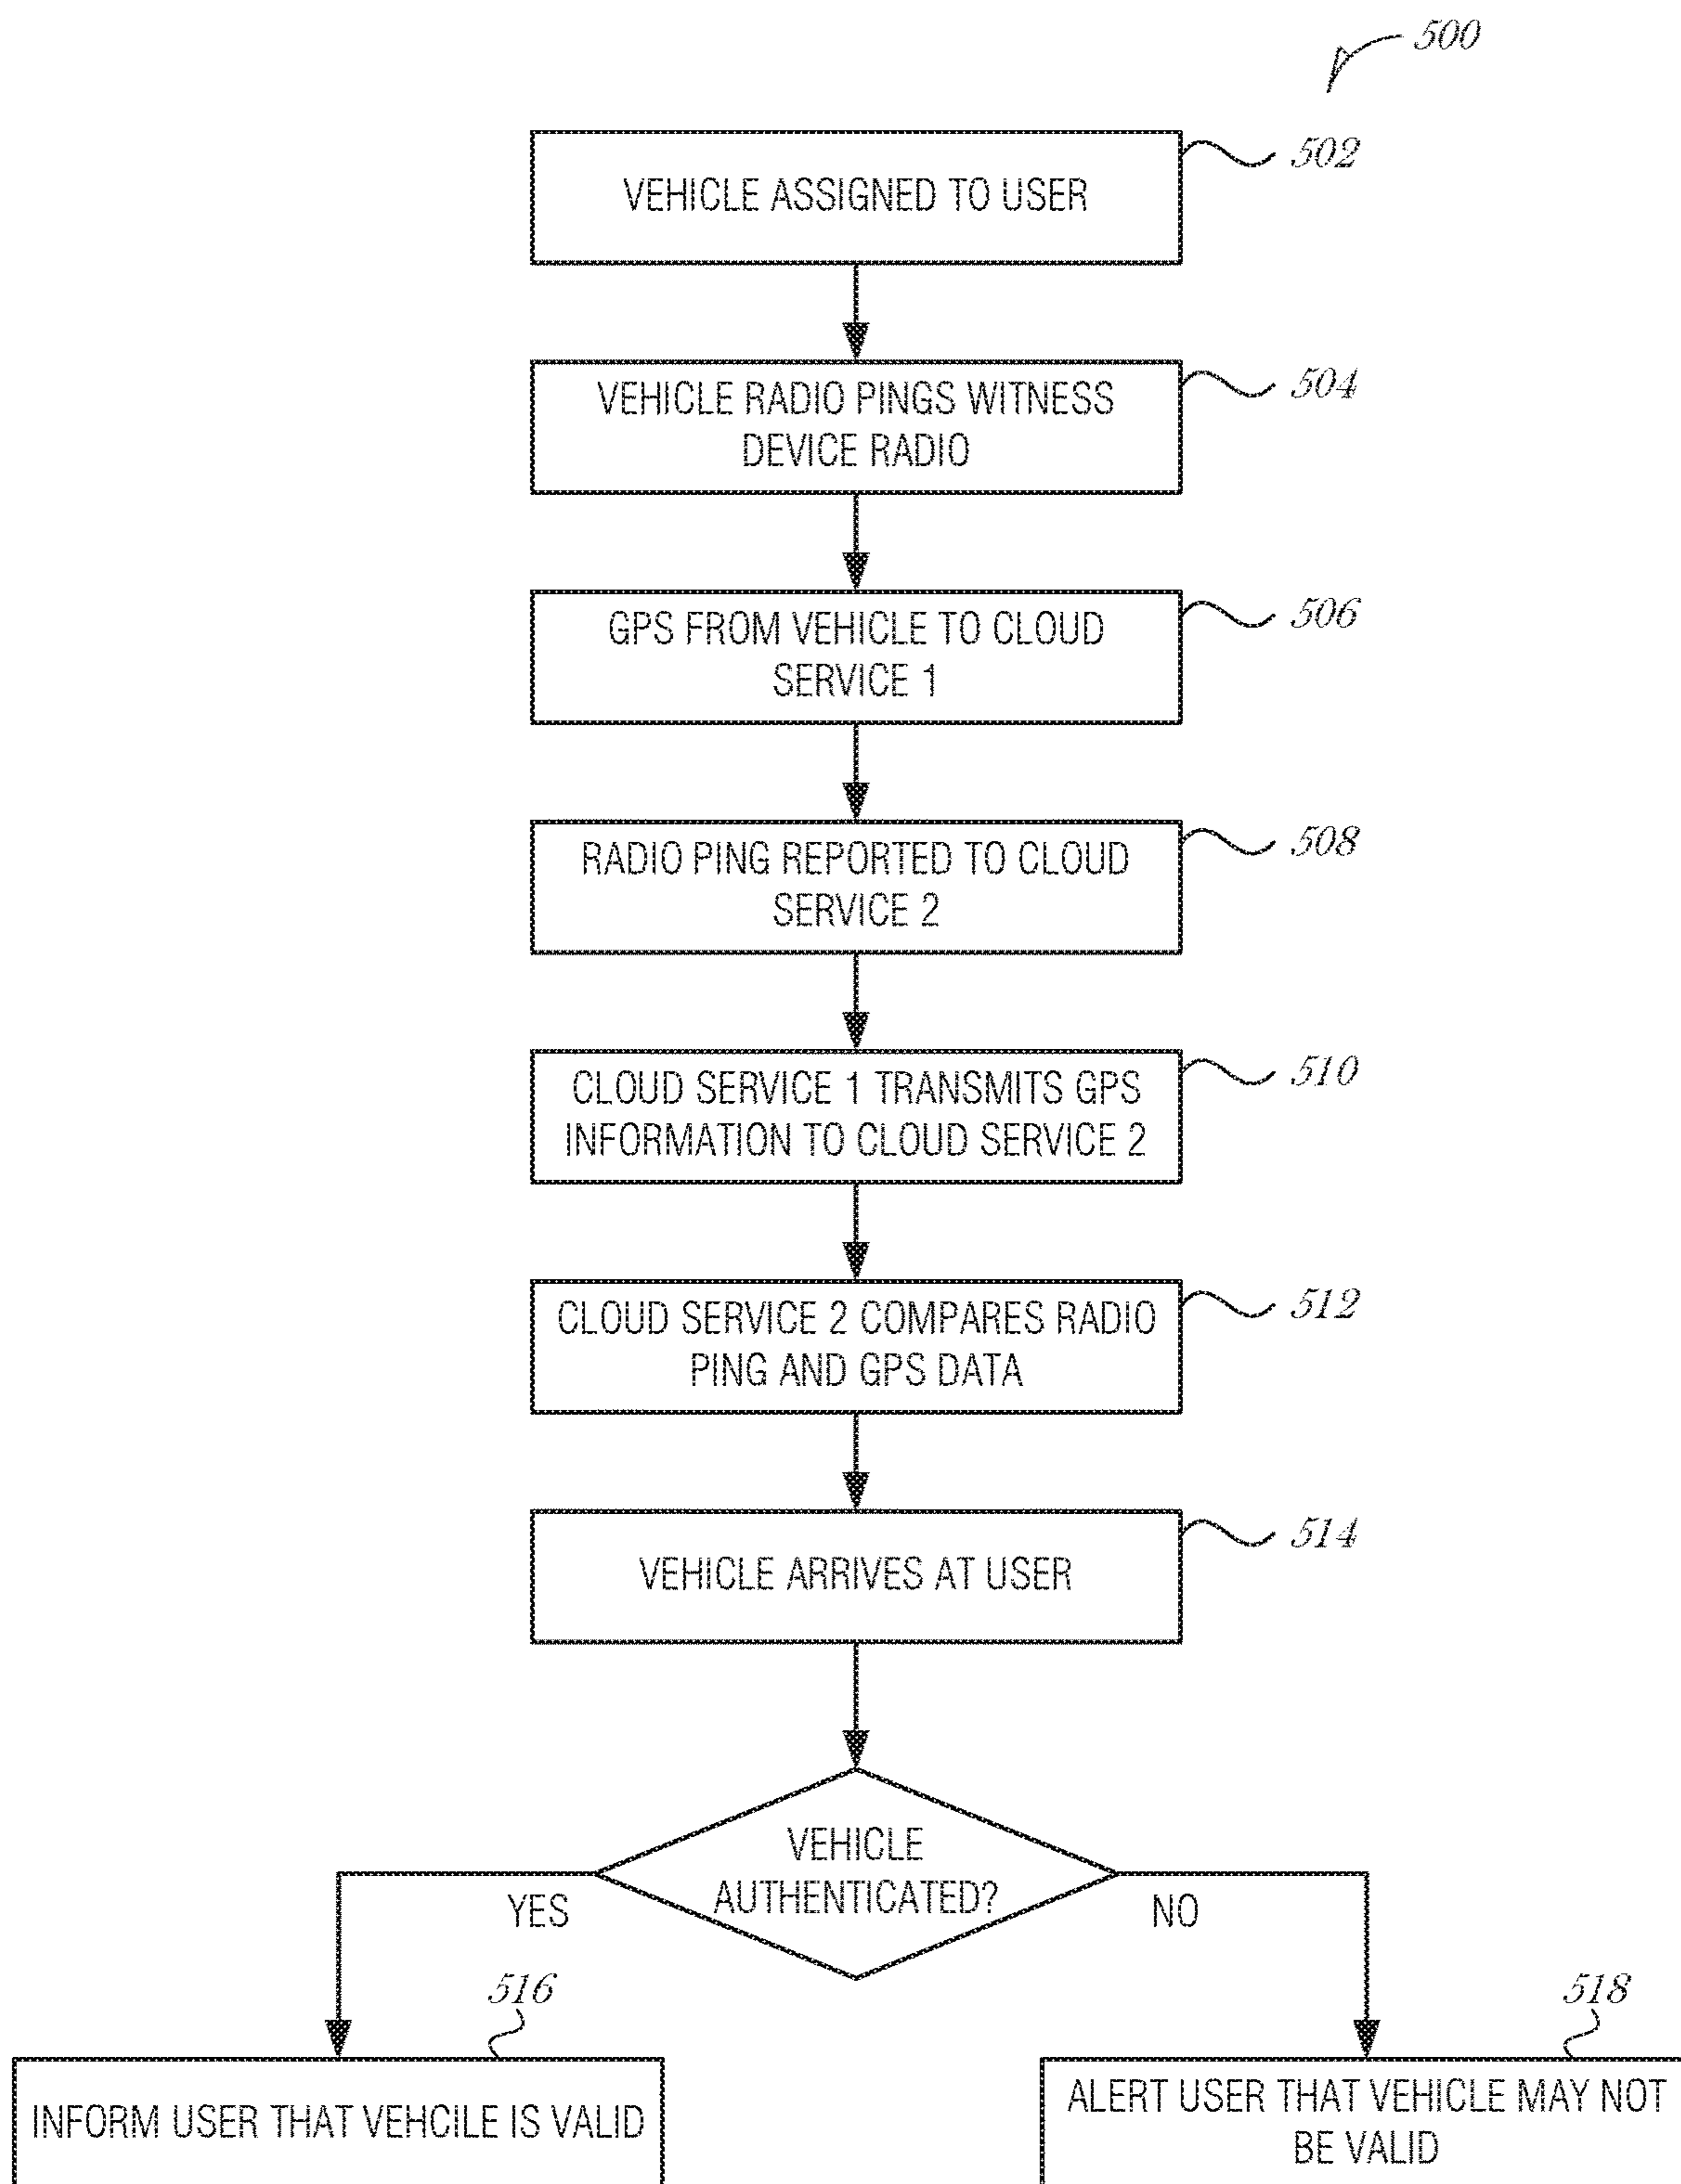 500
VEHICLE ASSIGNED TO USER
502
VEHICLE RADIO PINGS WITNESS
DEVICE RADIO
504
GPS FROM VEHICLE TO CLOUD
SERVICE 1
506
RADIO PING REPORTED TO CLOUD
SERVICE 2
508
CLOUD SERVICE 1 TRANSMITS GPS
INFORMATION TO CLOUD SERVICE 2
510
CLOUD SERVICE 2 COMPARES RADIO
PING AND GPS DATA
512
VEHICLE ARRIVES AT USER
514
VEHICLE
AUTHENTICATED?
YES
NO
516
INFORM USER THAT VEHCILE IS VALID
518
ALERT USER THAT VEHICLE MAY NOT
BE VALID